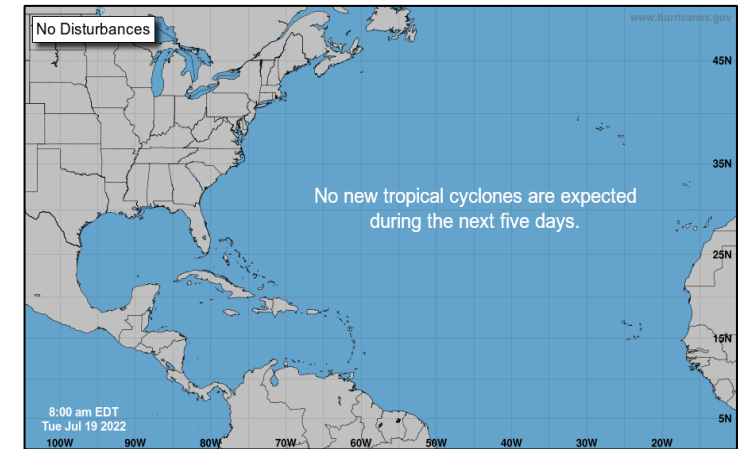 No Disturbances
www.hurricanes.gov
45N
35N
No new tropical cyclones are expected
during the next five days.
25N
15N
8:00 am EDT
Tue Jul 19 2022
5N
100W 90W 80W 70W 60W 50W 40W 30W 20W